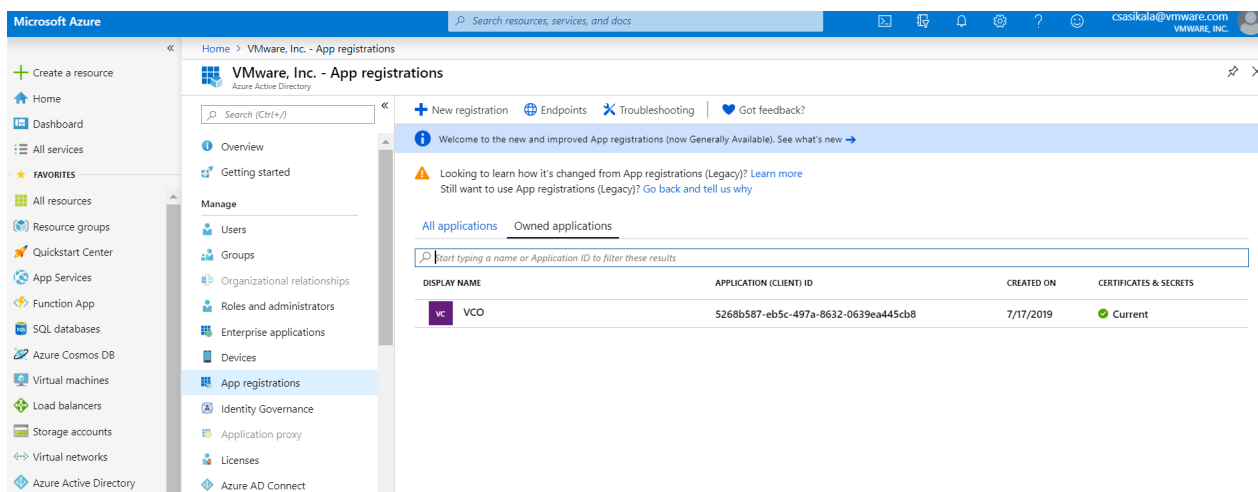 Microsoft Azure
Search resources, services, and docs
csasikala@vmware.com
VMWARE, INC.
Create a resource
Home
Dashboard
All services
FAVORITES
All resources
Resource groups
Quickstart Center
App Services
Function App
SQL databases
Azure Cosmos DB
Virtual machines
Load balancers
Storage accounts
Virtual networks
Azure Active Directory
Home > VMware, Inc. - App registrations
VMware, Inc. - App registrations
Azure Active Directory
Search (Ctrl+/)
Overview
Getting started
Manage
Users
Groups
Organizational relationships
Roles and administrators
Enterprise applications
Devices
App registrations
Identity Governance
Application proxy
Licenses
Azure AD Connect
New registration Endpoints Troubleshooting Got feedback?
Welcome to the new and improved App registrations (now Generally Available). See what's new →
Looking to learn how it's changed from App registrations (Legacy)? Learn more
Still want to use App registrations (Legacy)? Go back and tell us why
All applications Owned applications
Start typing a name or Application ID to filter these results
DISPLAY NAME APPLICATION (CLIENT) ID CREATED ON CERTIFICATES & SECRETS
VC VCO 5268b587-eb5c-497a-8632-0639ea445cb8 7/17/2019 Current